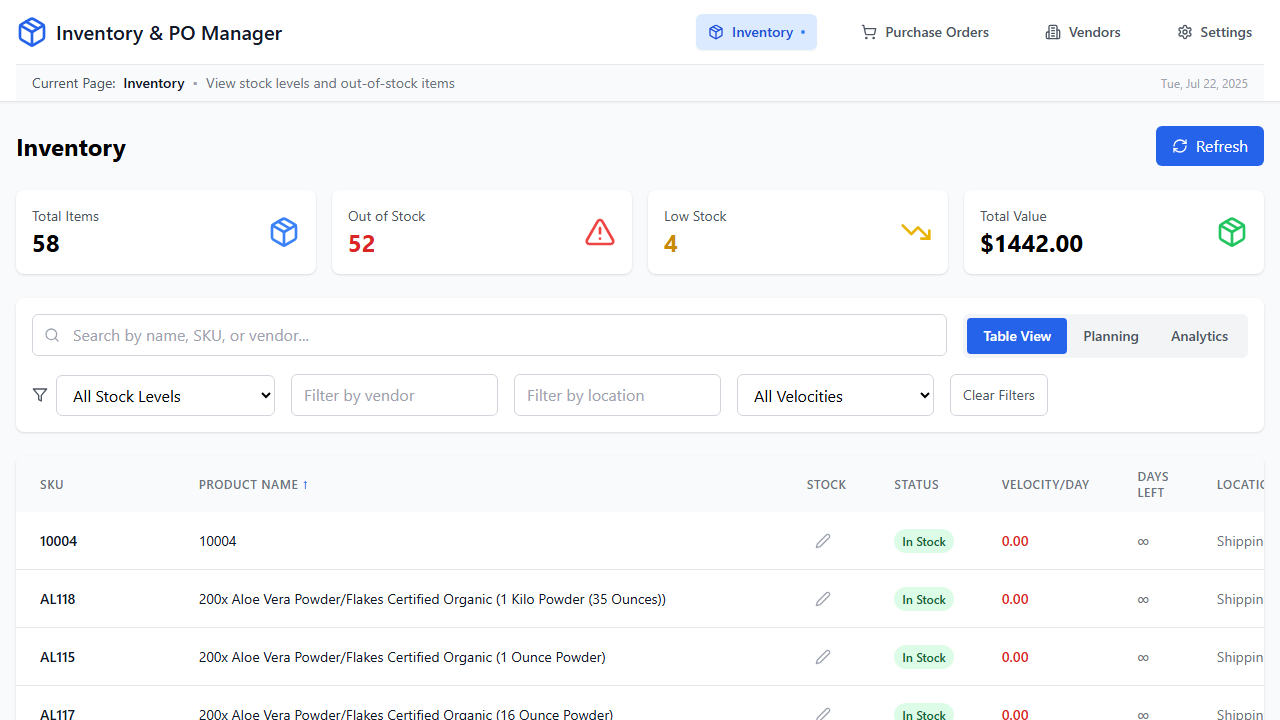 Inventory & PO Manager
Inventory •
Purchase Orders
Vendors
Settings
Current Page: Inventory • View stock levels and out-of-stock items
Tue, Jul 22, 2025
Inventory
Refresh
Total Items
58
Out of Stock
52
Low Stock
4
Total Value
$1442.00
Search by name, SKU, or vendor...
Table View
Planning
Analytics
All Stock Levels
Filter by vendor
Filter by location
All Velocities
Clear Filters
SKU PRODUCT NAME ↑ STOCK STATUS VELOCITY/DAY DAYS LEFT LOCATIO
10004 10004 In Stock 0.00 ∞ Shippin
AL118 200x Aloe Vera Powder/Flakes Certified Organic (1 Kilo Powder (35 Ounces)) In Stock 0.00 ∞ Shippin
AL115 200x Aloe Vera Powder/Flakes Certified Organic (1 Ounce Powder) In Stock 0.00 ∞ Shippin
AL117 200x Aloe Vera Powder/Flakes Certified Organic (16 Ounce Powder) In Stock 0.00 ∞ Shippin